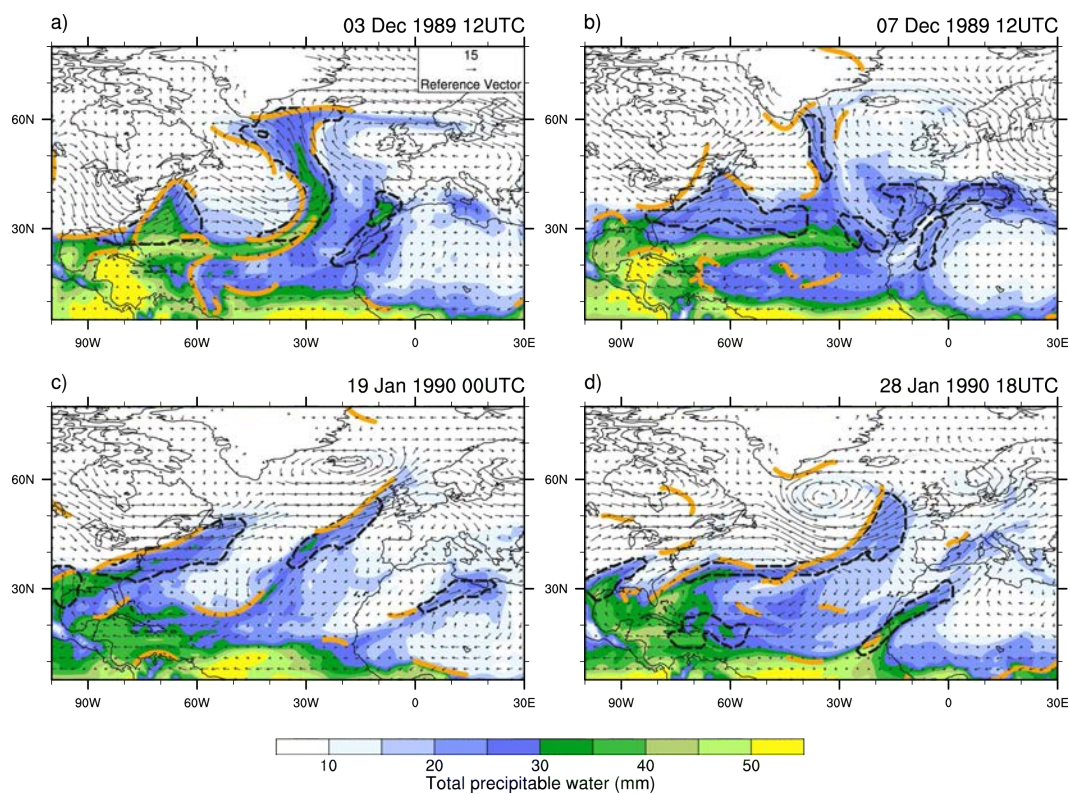 a) 03 Dec 1989 12UTC
15
Reference Vector
60N
30N
90W 60W 30W 0 30E
b) 07 Dec 1989 12UTC
60N
30N
90W 60W 30W 0 30E
c) 19 Jan 1990 00UTC
60N
30N
90W 60W 30W 0 30E
d) 28 Jan 1990 18UTC
60N
30N
90W 60W 30W 0 30E
10 20 30 40 50
Total precipitable water (mm)